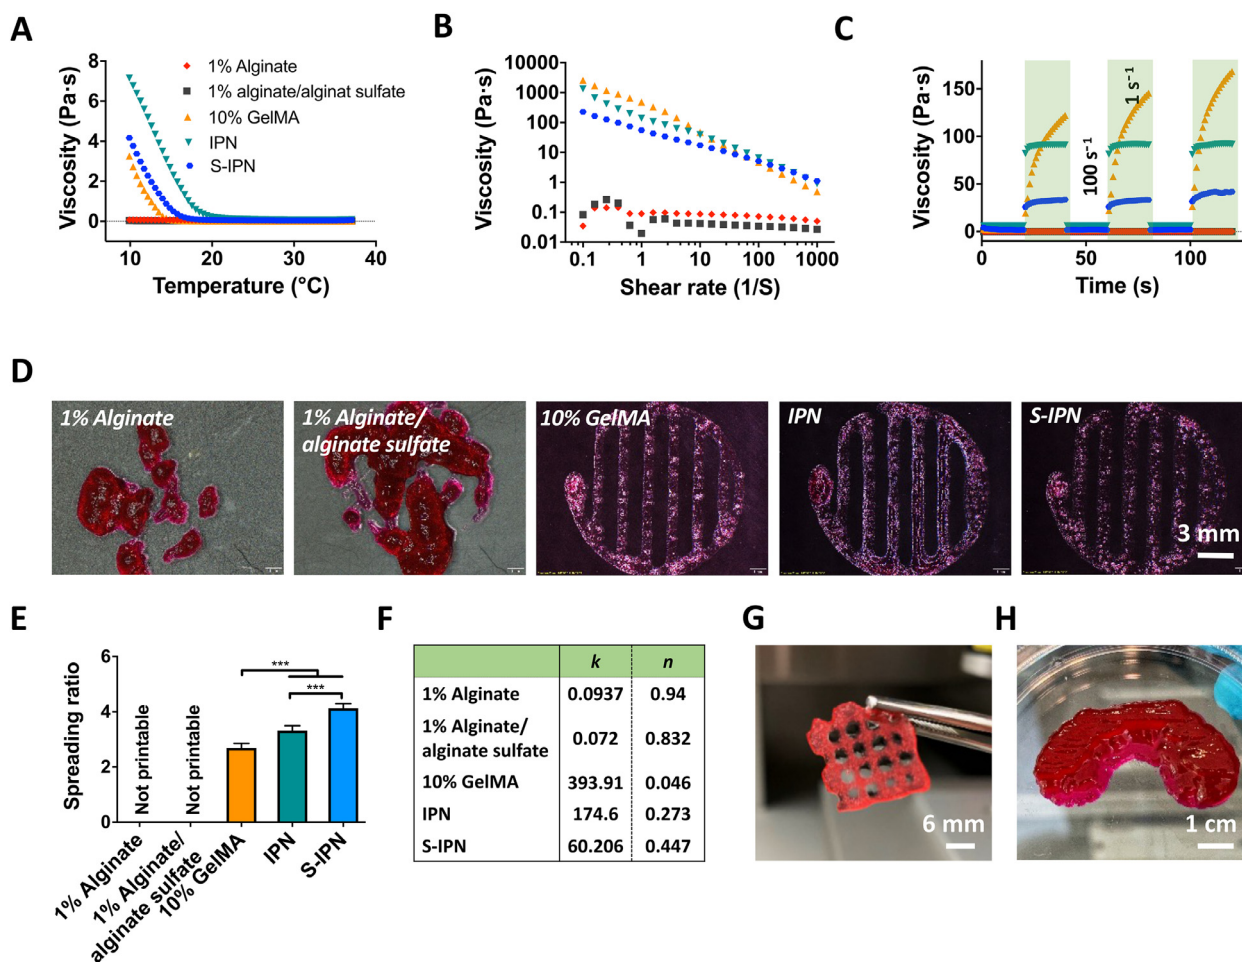 A
B
C
Viscosity (Pa·s)
8
6
4
2
0
10
20
30
40
Temperature (°C)
1% Alginate
1% alginate/alginat sulfate
10% GelMA
IPN
S-IPN
Viscosity (Pa·s)
10000
1000
100
10
1
0.1
0.01
0.1
1
10
100
1000
Shear rate (1/S)
Viscosity (Pa·s)
150
100
50
0
0
50
100
Time (s)
100 s⁻¹
1 s⁻¹
D
1% Alginate
1% Alginate/
alginate sulfate
10% GelMA
IPN
S-IPN
3 mm
E
Spreading ratio
6
4
2
0
Not printable
Not printable
***
***
1% Alginate
1% Alginate/
alginate sulfate
10% GelMA
IPN
S-IPN
F
k n
1% Alginate 0.0937 0.94
1% Alginate/
alginate sulfate 0.072 0.832
10% GelMA 393.91 0.046
IPN 174.6 0.273
S-IPN 60.206 0.447
G
6 mm
H
1 cm